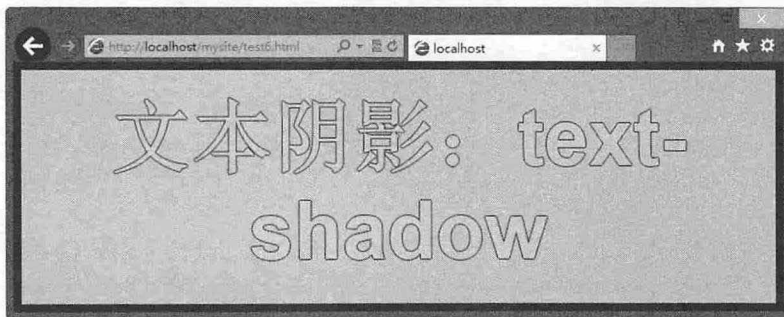 http://localhost/mysite/test6.html
localhost
文本阴影：text-
shadow